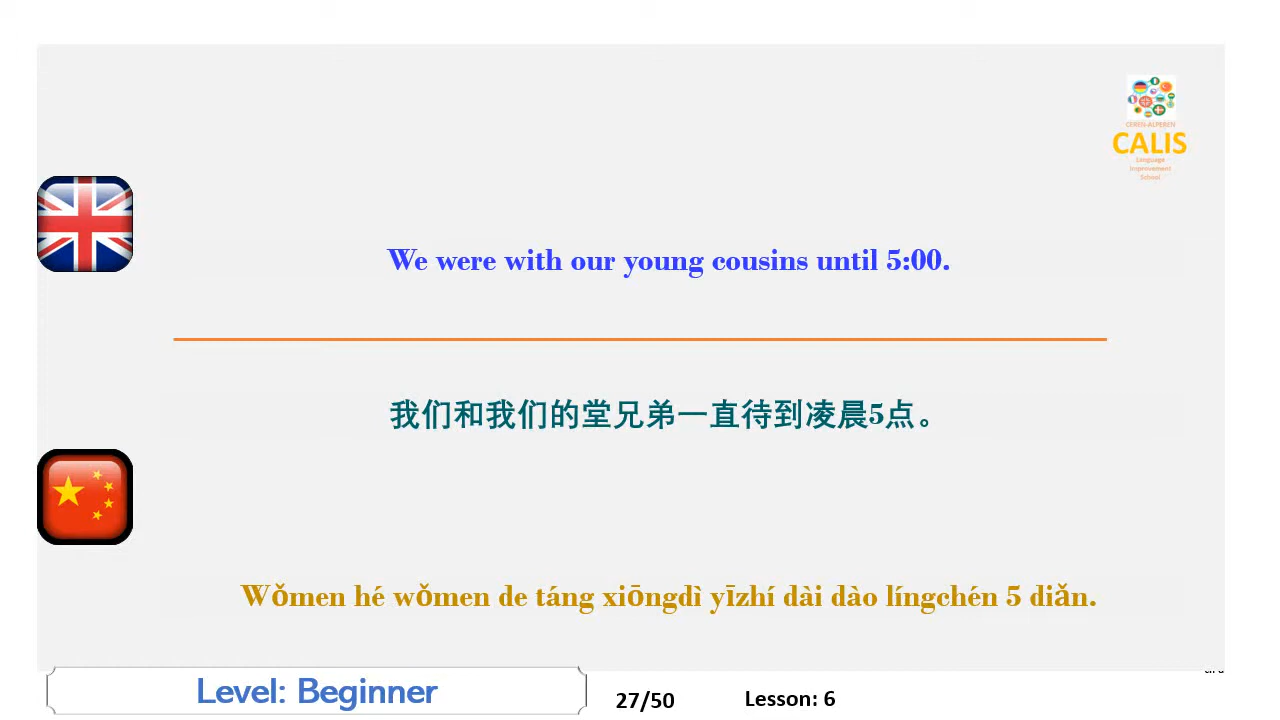 CEREN-ALPEREN
CALIS
Language
Improvement
School
We were with our young cousins until 5:00.
我们和我们的堂兄弟一直待到凌晨5点。
Wǒmen hé wǒmen de táng xiōngdì yīzhí dài dào língchén 5 diǎn.
Level: Beginner
27/50
Lesson: 6